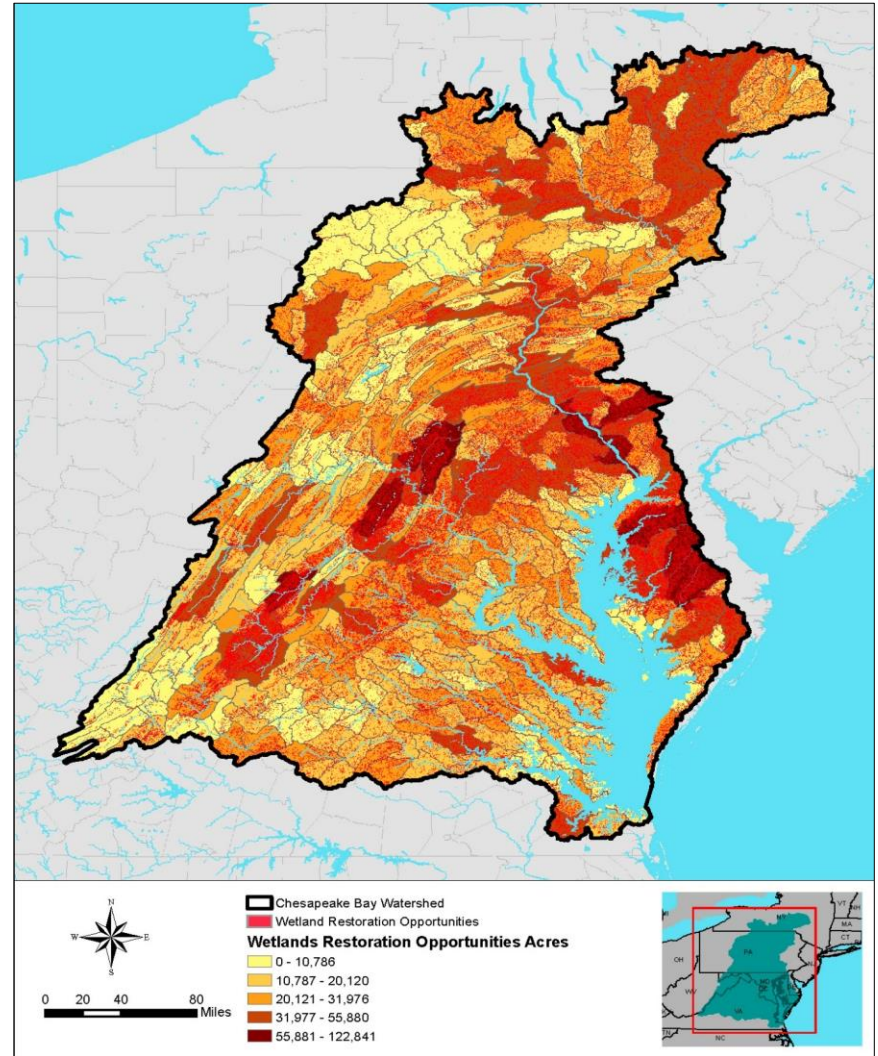 N
W
E
S
0
20
40
80
Miles
Chesapeake Bay Watershed
Wetland Restoration Opportunities
Wetlands Restoration Opportunities Acres
0 - 10,786
10,787 - 20,120
20,121 - 31,976
31,977 - 55,880
55,881 - 122,841
VT
NH
MA
CT
NY
PA
OH
WV
VA
TN
NC